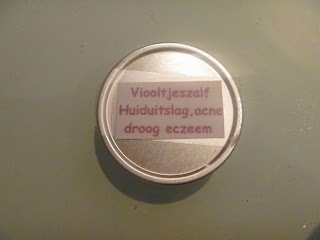 Viooltjeszalf
Huiduitslag,acne
droog eczeem